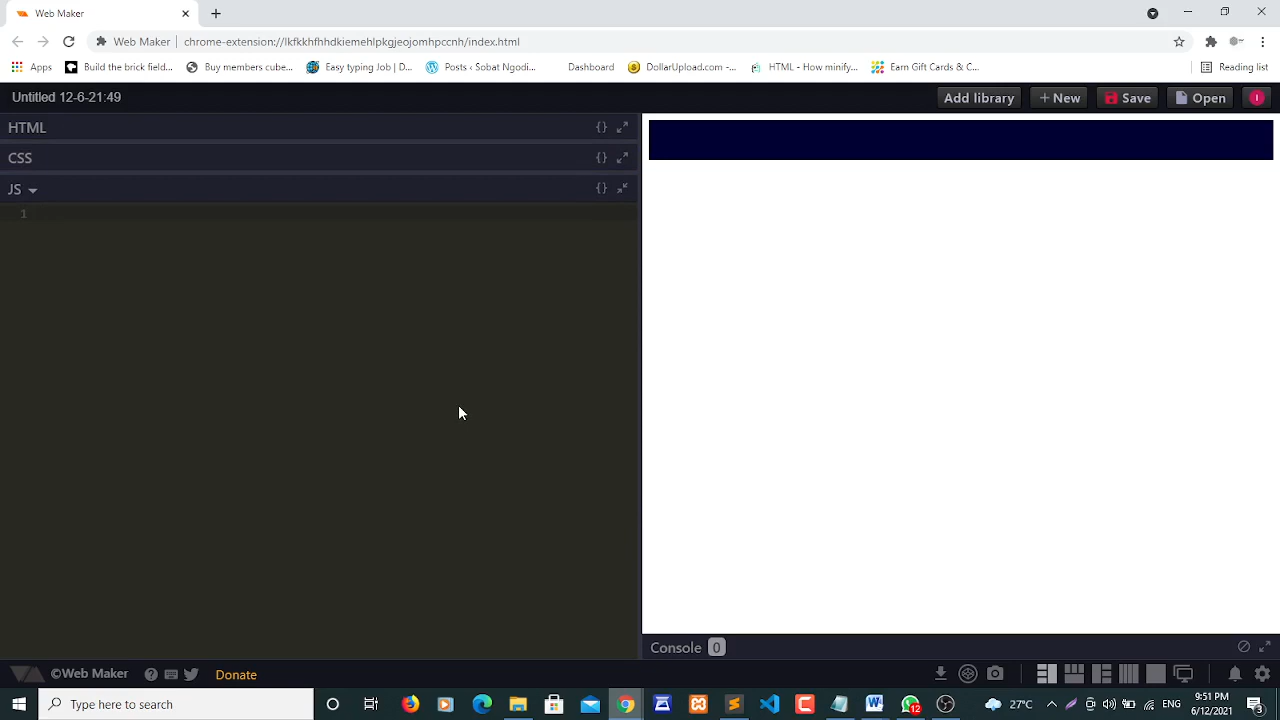 Web Maker
Web Maker chrome-extension://lkfkkhfhhdkiemehlpkgjeojomhpccnh/index.html
Apps Build the brick field... Buy members cube... Easy typing Job | D... Posts ‹ Sobat Ngodi... Dashboard DollarUpload.com -... HTML - How minify... Earn Gift Cards & C... Reading list
Untitled 12-6-21:49 Add library + New Save Open I
HTML {}
CSS {}
JS {}
1
Console 0
©Web Maker Donate
Type here to search 12 27°C ENG 9:51 PM
6/12/2021 3